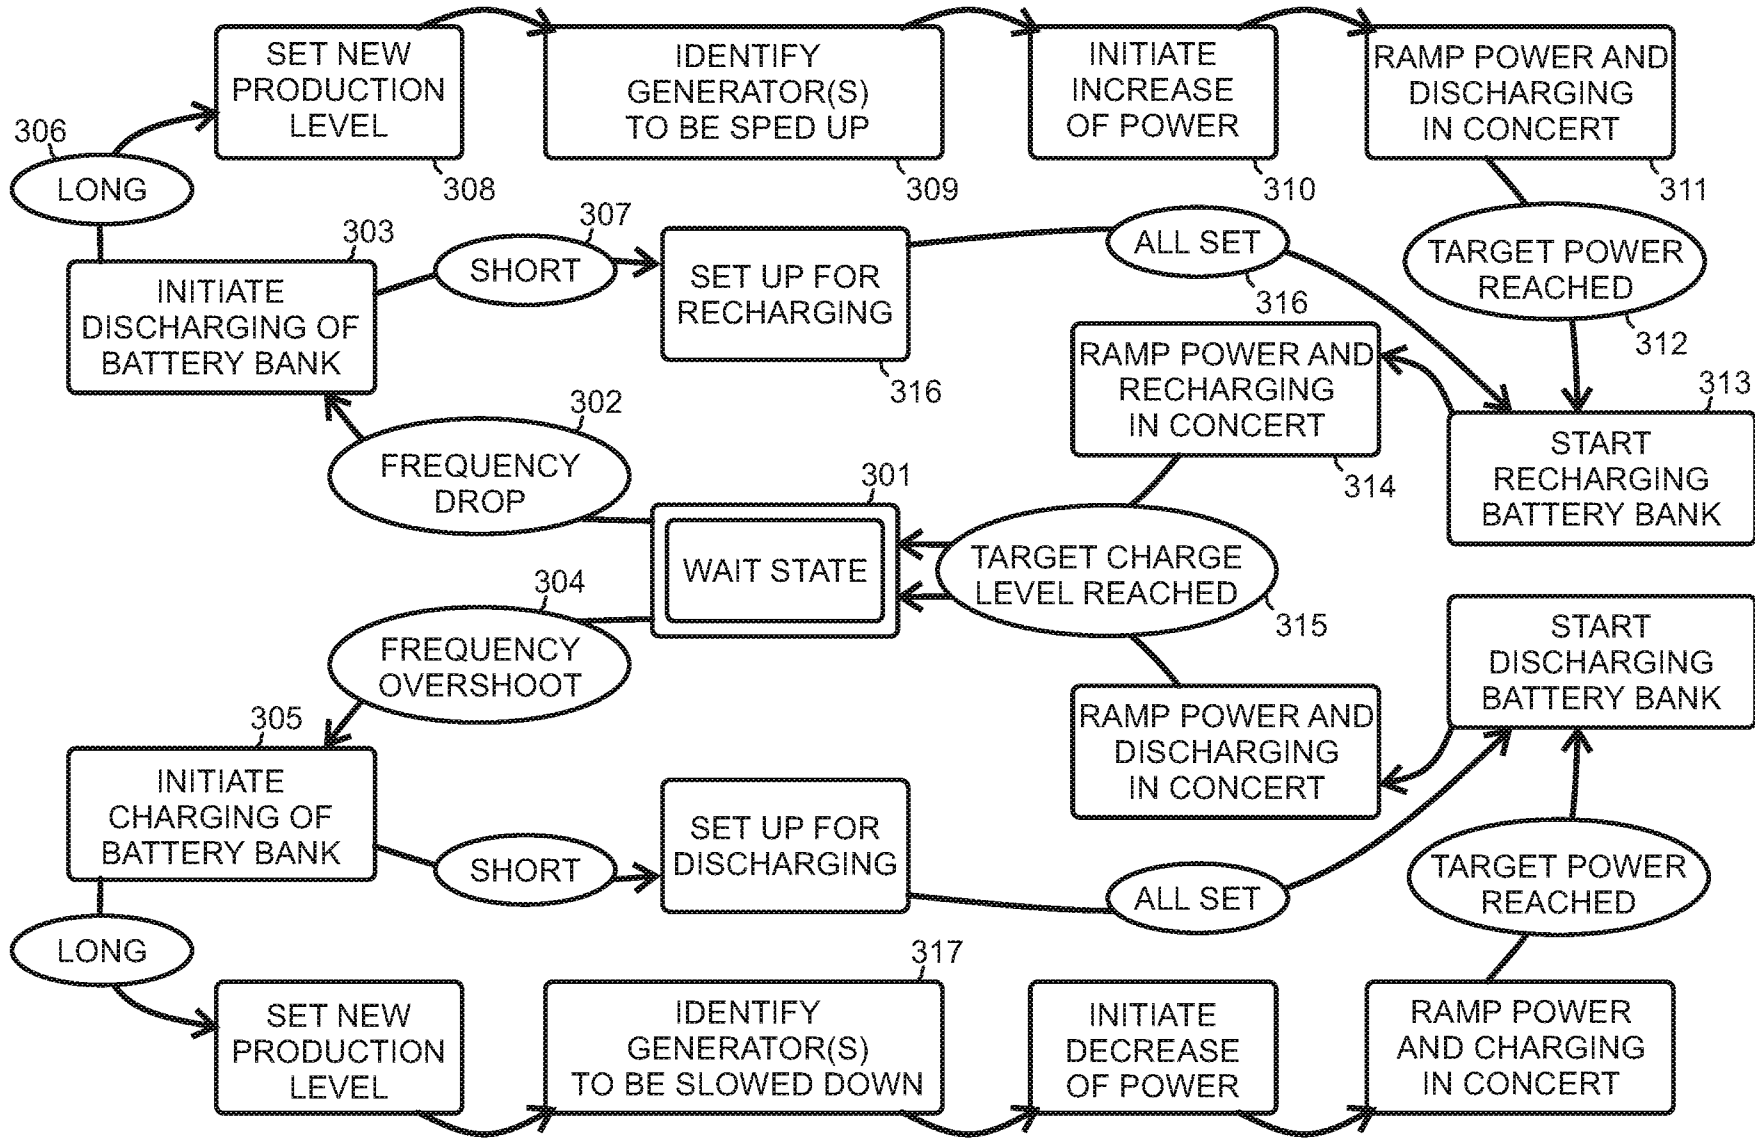 SET NEW
PRODUCTION
LEVEL
308
IDENTIFY
GENERATOR(S)
TO BE SPED UP
309
INITIATE
INCREASE
OF POWER
310
RAMP POWER AND
DISCHARGING
IN CONCERT
311
306
LONG
303
INITIATE
DISCHARGING OF
BATTERY BANK
307
SHORT
SET UP FOR
RECHARGING
316
ALL SET
316
TARGET POWER
REACHED
312
RAMP POWER AND
RECHARGING
IN CONCERT
314
313
START
RECHARGING
BATTERY BANK
302
FREQUENCY
DROP
301
WAIT STATE
TARGET CHARGE
LEVEL REACHED
315
304
FREQUENCY
OVERSHOOT
START
DISCHARGING
BATTERY BANK
305
INITIATE
CHARGING OF
BATTERY BANK
RAMP POWER AND
DISCHARGING
IN CONCERT
SHORT
SET UP FOR
DISCHARGING
ALL SET
TARGET POWER
REACHED
LONG
SET NEW
PRODUCTION
LEVEL
317
IDENTIFY
GENERATOR(S)
TO BE SLOWED DOWN
INITIATE
DECREASE
OF POWER
RAMP POWER
AND CHARGING
IN CONCERT